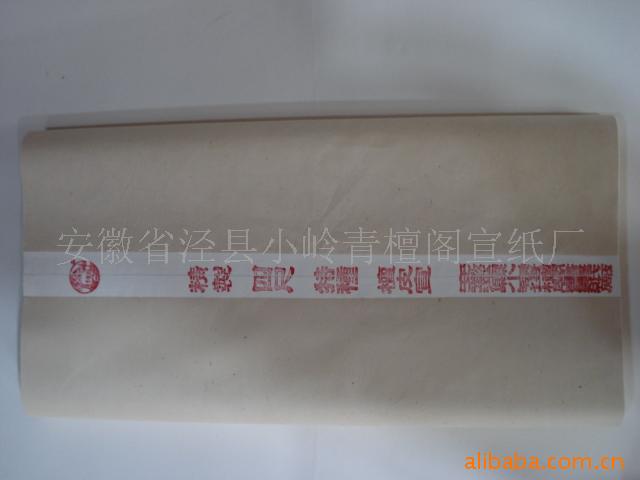 安徽省泾县小岭青檀阁宣纸厂
精製 四尺 特種 檀皮宣
alibaba.com.cn